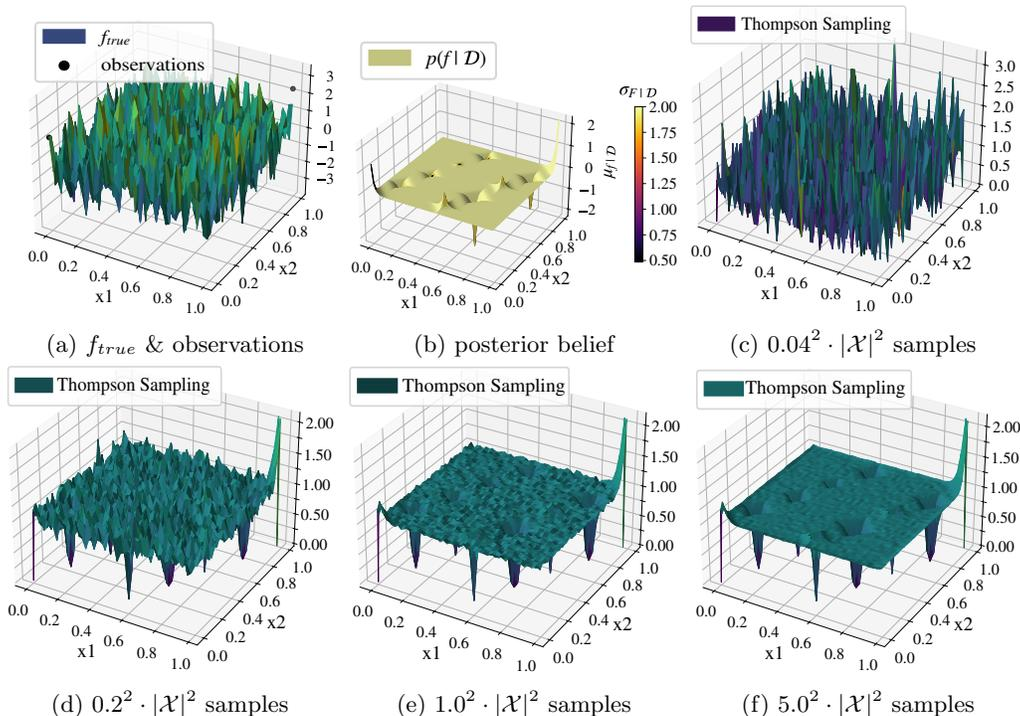 f_true
observations
3
2
1
0
−1
−2
−3
0.0 0.2 0.4 0.6 0.8 1.0
x1
0.0 0.2 0.4 0.6 0.8 1.0
x2
(a) f_true & observations
p(f | D)
σ_F | D
2.00
1.75
1.50
1.25
1.00
0.75
0.50
μ_f | D
2
1
0
−1
−2
0.0 0.2 0.4 0.6 0.8 1.0
x1
0.0 0.2 0.4 0.6 0.8 1.0
x2
(b) posterior belief
Thompson Sampling
3.0
2.5
2.0
1.5
1.0
0.5
0.0
0.0 0.2 0.4 0.6 0.8 1.0
x1
0.0 0.2 0.4 0.6 0.8 1.0
x2
(c) 0.04² · |𝒳|² samples
Thompson Sampling
2.00
1.50
1.00
0.50
0.00
0.0 0.2 0.4 0.6 0.8 1.0
x1
0.0 0.2 0.4 0.6 0.8 1.0
x2
(d) 0.2² · |𝒳|² samples
Thompson Sampling
2.00
1.50
1.00
0.50
0.00
0.0 0.2 0.4 0.6 0.8 1.0
x1
0.0 0.2 0.4 0.6 0.8 1.0
x2
(e) 1.0² · |𝒳|² samples
Thompson Sampling
2.00
1.50
1.00
0.50
0.00
0.0 0.2 0.4 0.6 0.8 1.0
x1
0.0 0.2 0.4 0.6 0.8 1.0
x2
(f) 5.0² · |𝒳|² samples